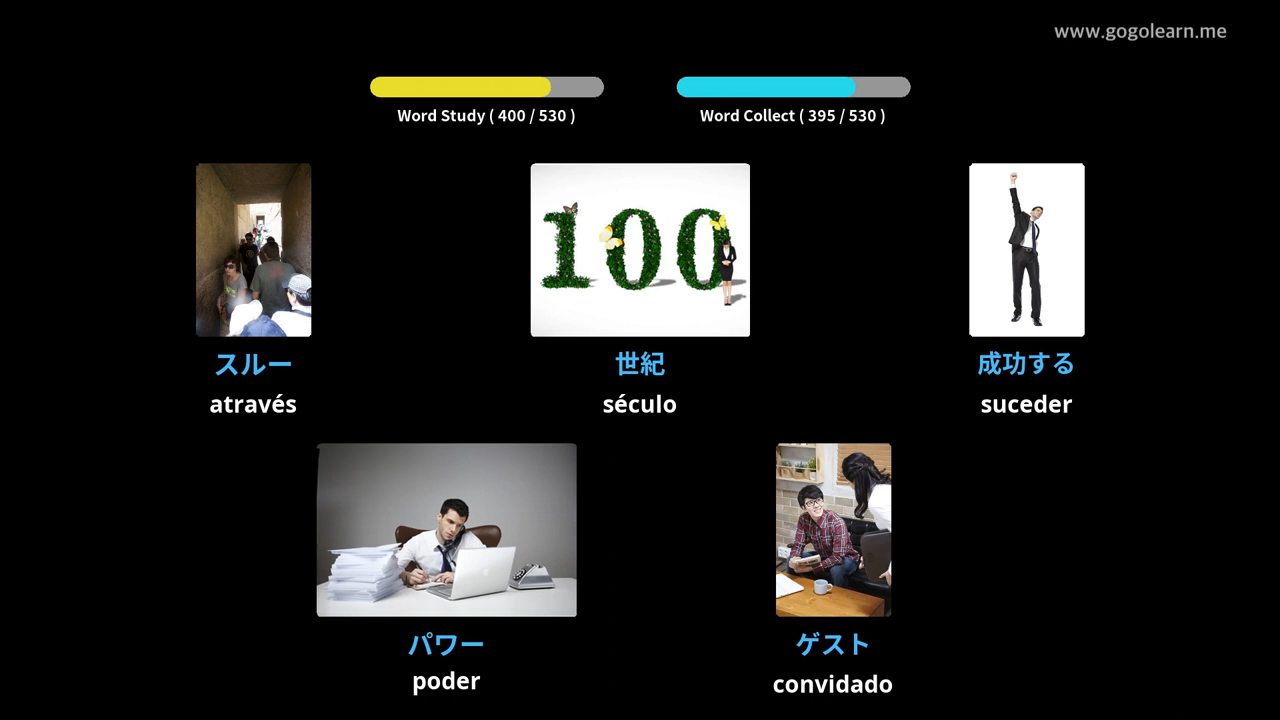 www.gogolearn.me
Word Study ( 400 / 530 )
Word Collect ( 395 / 530 )
100
スルー
através
世紀
século
成功する
suceder
パワー
poder
ゲスト
convidado